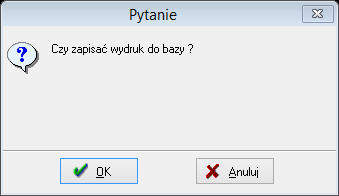 Pytanie
Czy zapisać wydruk do bazy ?
OK
Anuluj